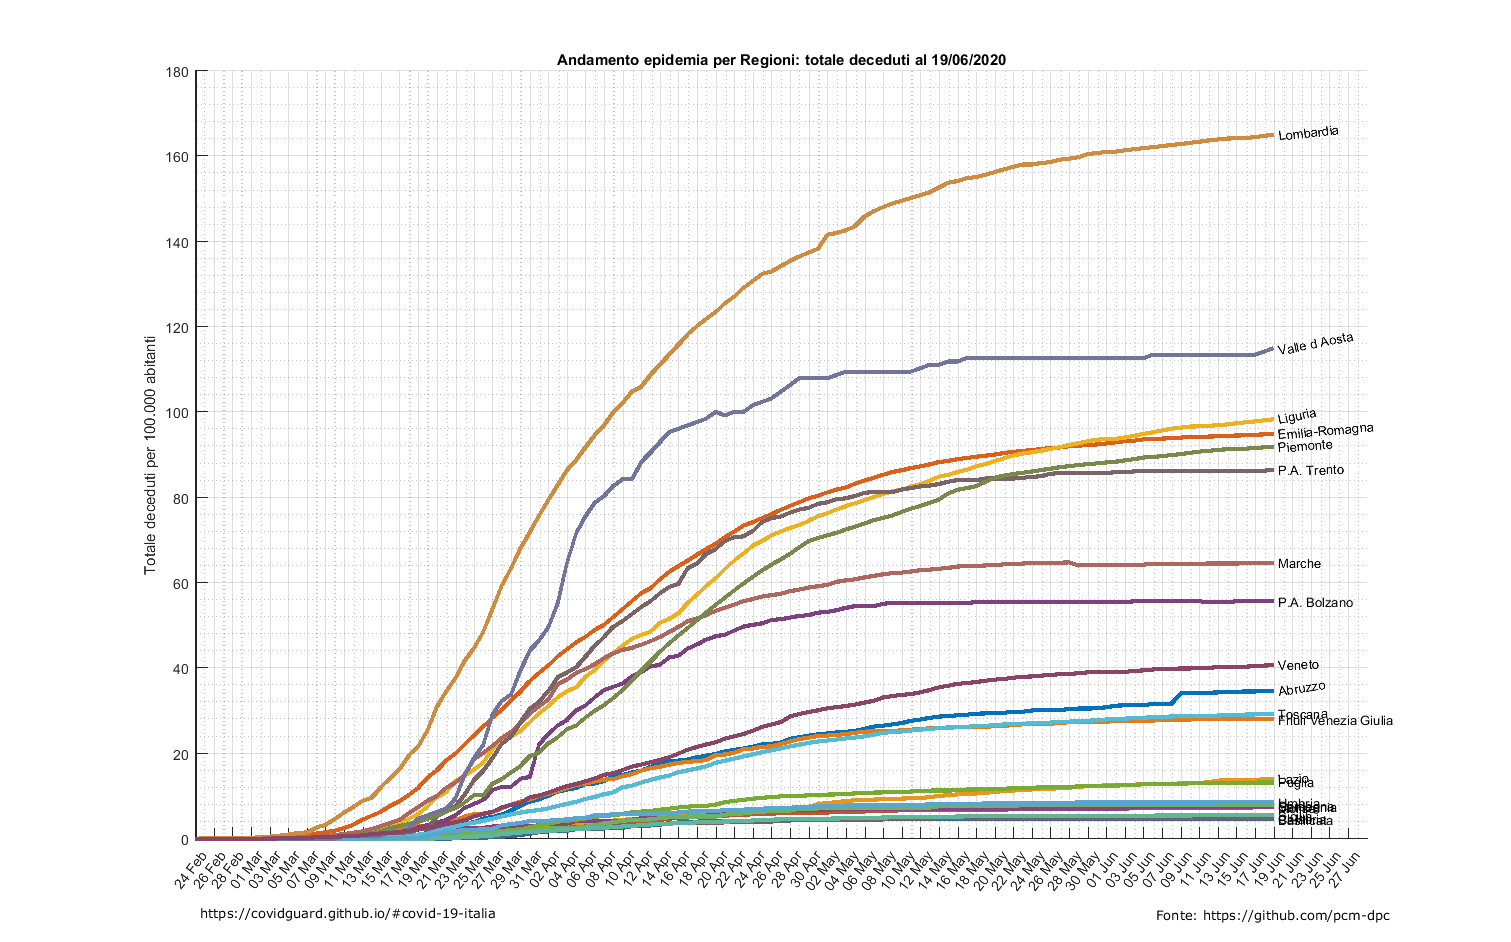 Andamento epidemia per Regioni: totale deceduti al 19/06/2020
Totale deceduti per 100.000 abitanti
180
160
140
120
100
80
60
40
20
0
Lombardia
Valle d Aosta
Liguria
Emilia-Romagna
Piemonte
P.A. Trento
Marche
P.A. Bolzano
Veneto
Abruzzo
Toscana
Friuli Venezia Giulia
Lazio
Puglia
Umbria
Basilicata
24 Feb
26 Feb
28 Feb
01 Mar
03 Mar
05 Mar
07 Mar
09 Mar
11 Mar
13 Mar
15 Mar
17 Mar
19 Mar
21 Mar
23 Mar
25 Mar
27 Mar
29 Mar
31 Mar
02 Apr
04 Apr
06 Apr
08 Apr
10 Apr
12 Apr
14 Apr
16 Apr
18 Apr
20 Apr
22 Apr
24 Apr
26 Apr
28 Apr
30 Apr
02 May
04 May
06 May
08 May
10 May
12 May
14 May
16 May
18 May
20 May
22 May
24 May
26 May
28 May
30 May
01 Jun
03 Jun
05 Jun
07 Jun
09 Jun
11 Jun
13 Jun
15 Jun
17 Jun
19 Jun
21 Jun
23 Jun
25 Jun
27 Jun
https://covidguard.github.io/#covid-19-italia
Fonte: https://github.com/pcm-dpc